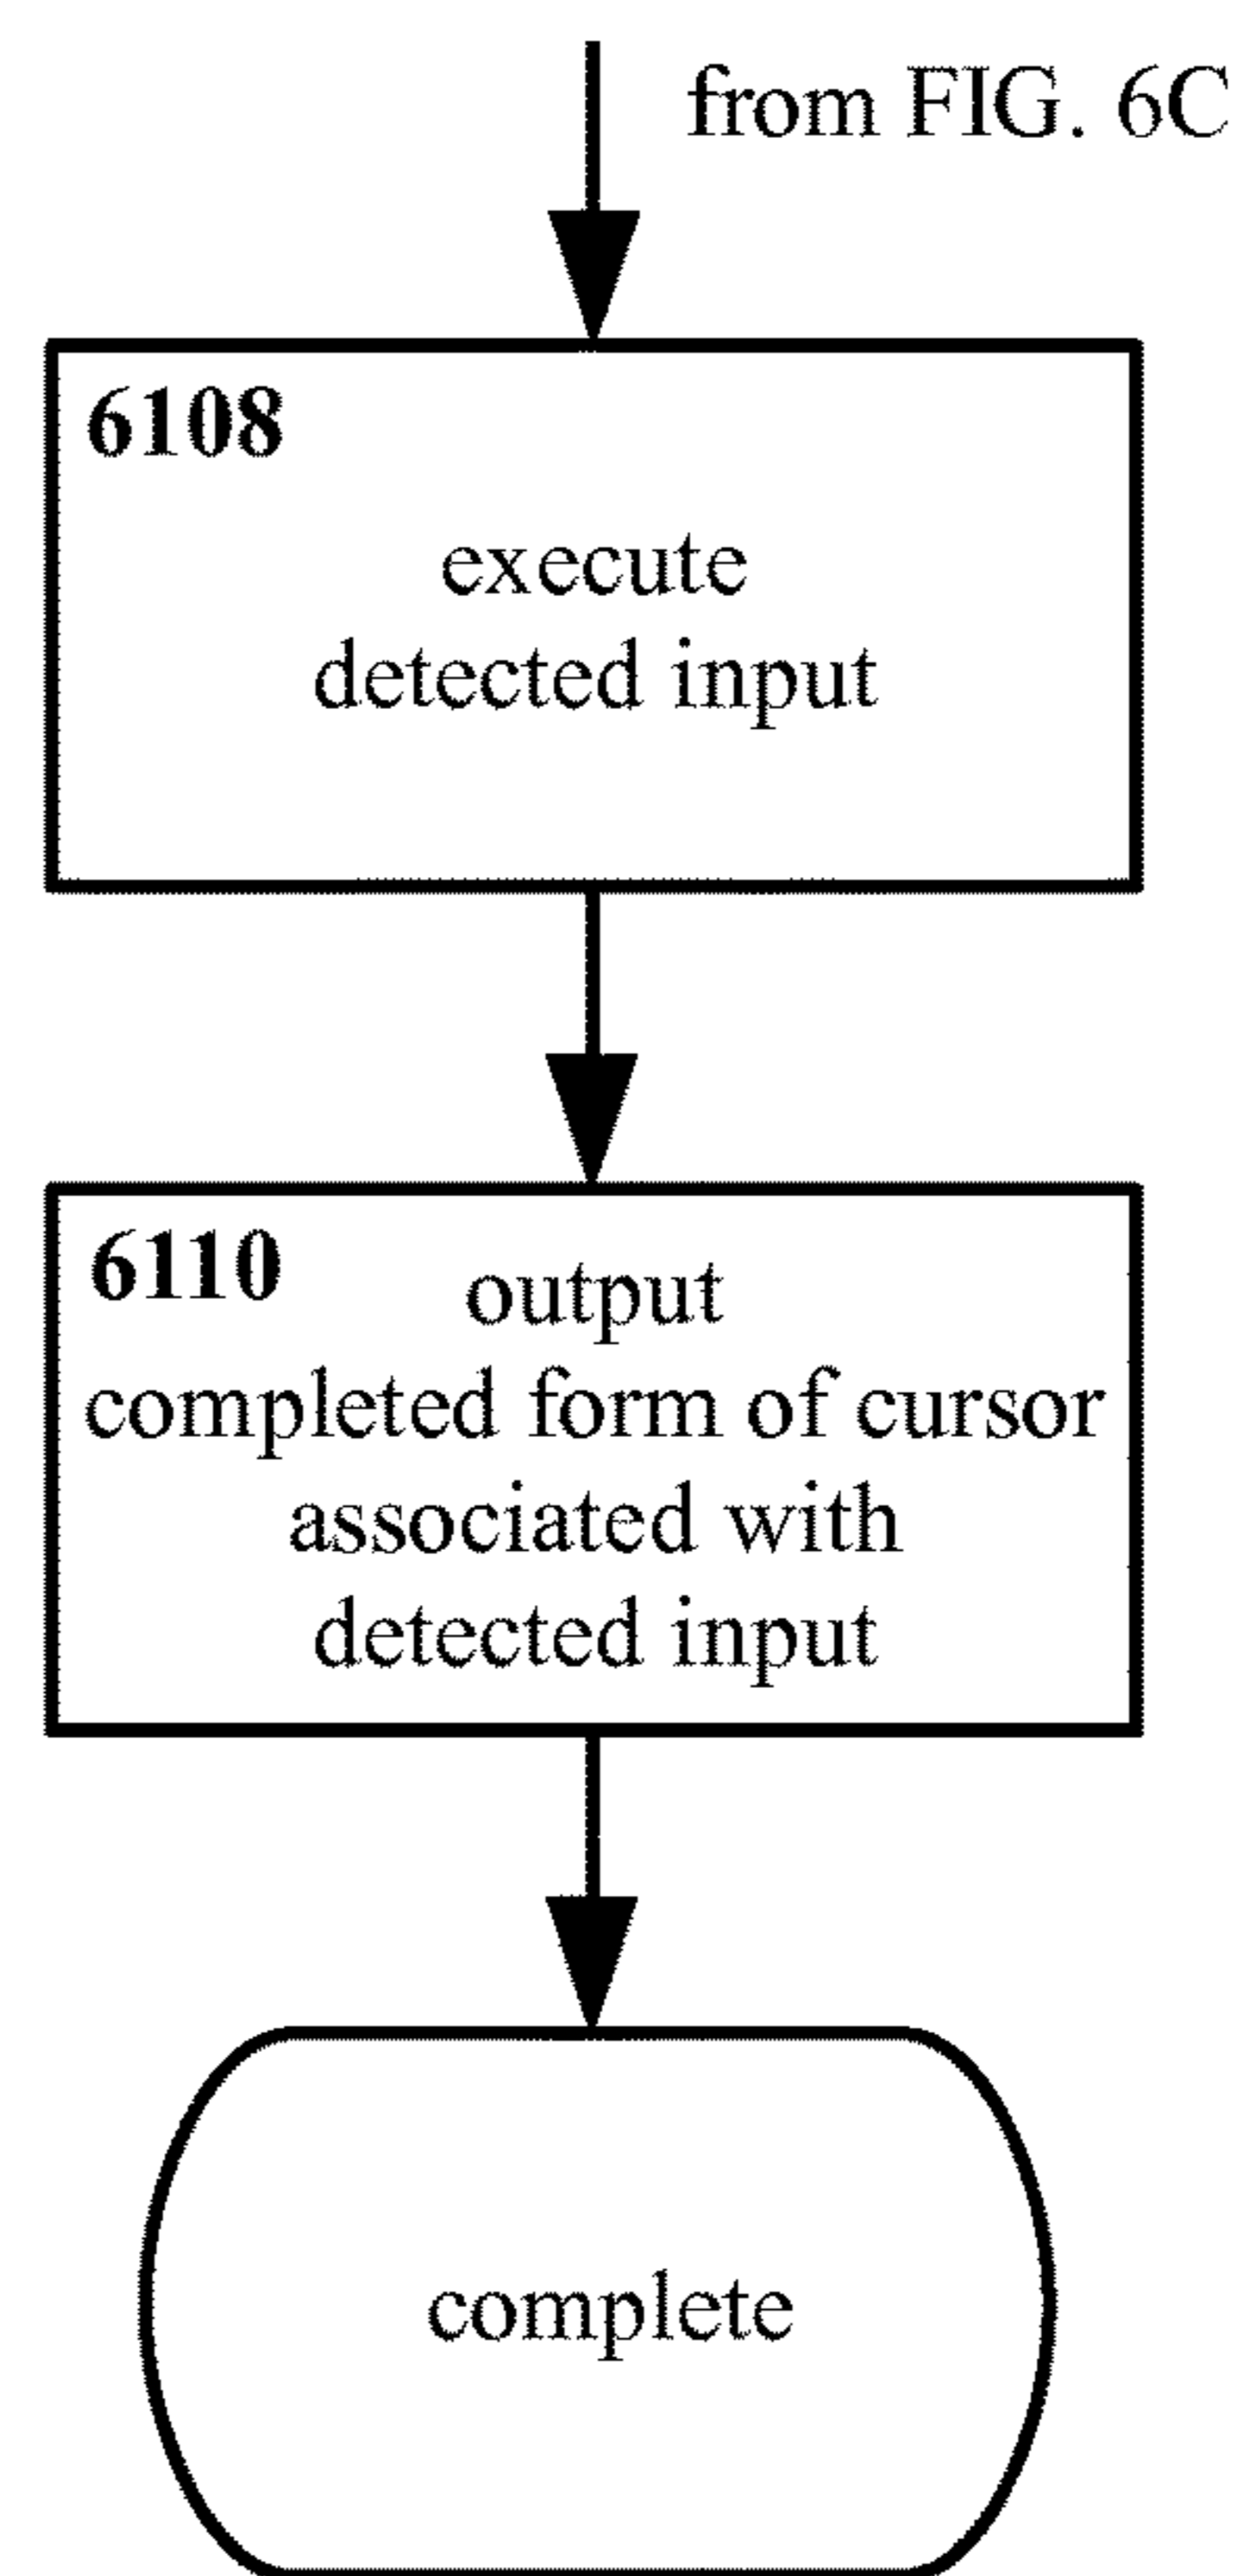 from FIG. 6C
6108
execute
detected input
6110
output
completed form of cursor
associated with
detected input
complete